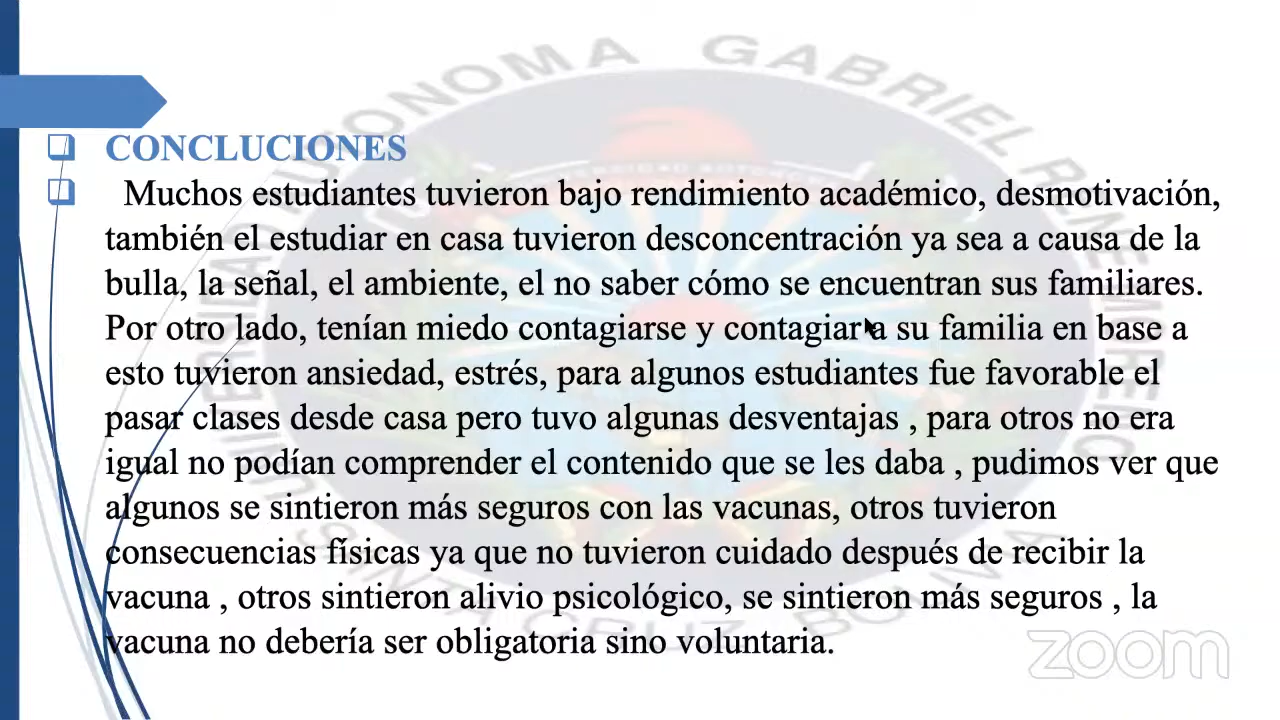 UNIVERSIDAD AUTONOMA GABRIEL RENE MORENO
CONCLUCIONES
Muchos estudiantes tuvieron bajo rendimiento académico, desmotivación,
también el estudiar en casa tuvieron desconcentración ya sea a causa de la
bulla, la señal, el ambiente, el no saber cómo se encuentran sus familiares.
Por otro lado, tenían miedo contagiarse y contagiar a su familia en base a
esto tuvieron ansiedad, estrés, para algunos estudiantes fue favorable el
pasar clases desde casa pero tuvo algunas desventajas , para otros no era
igual no podían comprender el contenido que se les daba , pudimos ver que
algunos se sintieron más seguros con las vacunas, otros tuvieron
consecuencias físicas ya que no tuvieron cuidado después de recibir la
vacuna , otros sintieron alivio psicológico, se sintieron más seguros , la
vacuna no debería ser obligatoria sino voluntaria.
zoom